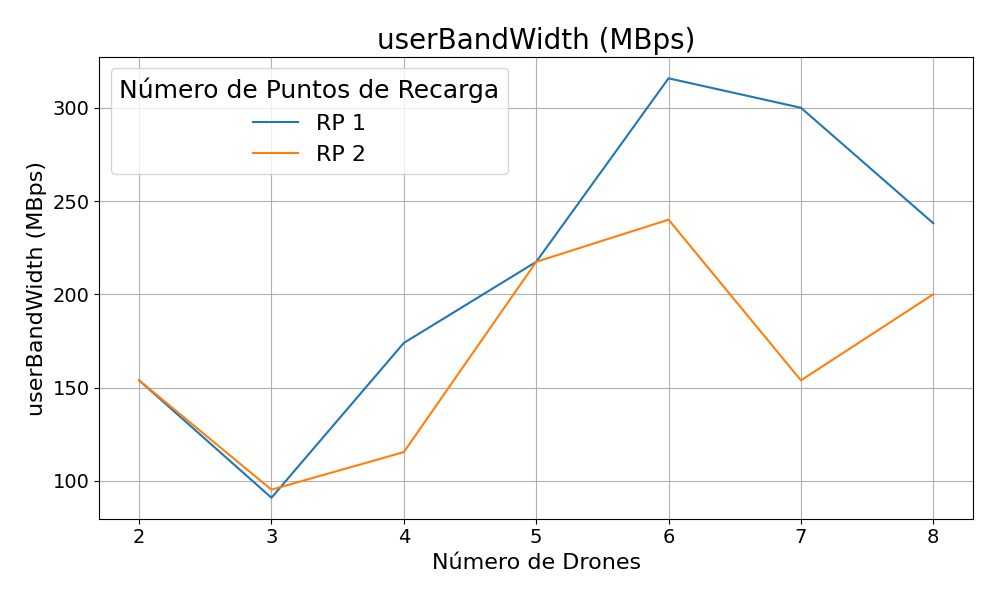 userBandWidth (MBps)
Número de Puntos de Recarga
RP 1
RP 2
userBandWidth (MBps)
300
250
200
150
100
2 3 4 5 6 7 8
Número de Drones